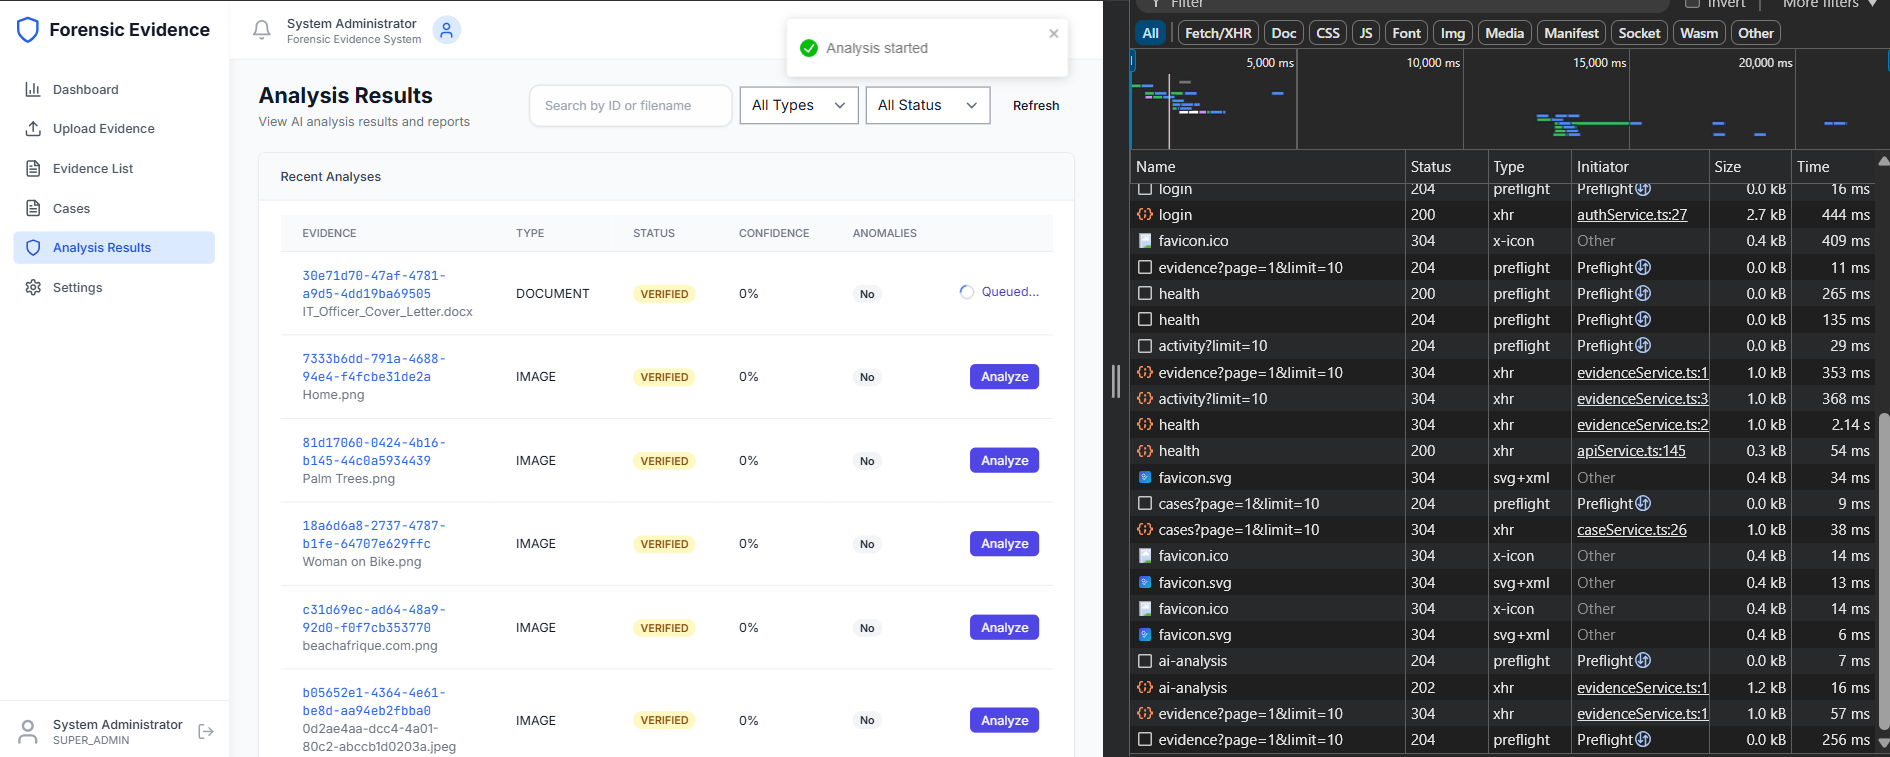 Forensic Evidence
System Administrator
Forensic Evidence System
Analysis started
Dashboard
Upload Evidence
Evidence List
Cases
Analysis Results
Settings
System Administrator
SUPER_ADMIN
Analysis Results
View AI analysis results and reports
Search by ID or filename
All Types
All Status
Refresh
Recent Analyses
EVIDENCE TYPE STATUS CONFIDENCE ANOMALIES
30e71d70-47af-4781-
a9d5-4dd19ba69505
IT_Officer_Cover_Letter.docx
DOCUMENT VERIFIED 0% No Queued...
7333b6dd-791a-4688-
94e4-f4fcbe31de2a
Home.png
IMAGE VERIFIED 0% No Analyze
81d17060-0424-4b16-
b145-44c0a5934439
Palm Trees.png
IMAGE VERIFIED 0% No Analyze
18a6d6a8-2737-4787-
b1fe-64707e629ffc
Woman on Bike.png
IMAGE VERIFIED 0% No Analyze
c31d69ec-ad64-48a9-
92d0-f0f7cb353770
beachafrique.com.png
IMAGE VERIFIED 0% No Analyze
b05652e1-4364-4e61-
be8d-aa94eb2fbba0
0d2ae4aa-dcc4-4a01-
80c2-abccb1d0203a.jpeg
IMAGE VERIFIED 0% No Analyze
Filter Invert More filters
All Fetch/XHR Doc CSS JS Font Img Media Manifest Socket Wasm Other
5,000 ms 10,000 ms 15,000 ms 20,000 ms
Name Status Type Initiator Size Time
login 204 preflight Preflight 0.0 kB 16 ms
login 200 xhr authService.ts:27 2.7 kB 444 ms
favicon.ico 304 x-icon Other 0.4 kB 409 ms
evidence?page=1&limit=10 204 preflight Preflight 0.0 kB 11 ms
health 200 preflight Preflight 0.0 kB 265 ms
health 204 preflight Preflight 0.0 kB 135 ms
activity?limit=10 204 preflight Preflight 0.0 kB 29 ms
evidence?page=1&limit=10 304 xhr evidenceService.ts:1 1.0 kB 353 ms
activity?limit=10 304 xhr evidenceService.ts:3 1.0 kB 368 ms
health 304 xhr evidenceService.ts:2 1.0 kB 2.14 s
health 200 xhr apiService.ts:145 0.3 kB 54 ms
favicon.svg 304 svg+xml Other 0.4 kB 34 ms
cases?page=1&limit=10 204 preflight Preflight 0.0 kB 9 ms
cases?page=1&limit=10 304 xhr caseService.ts:26 1.0 kB 38 ms
favicon.ico 304 x-icon Other 0.4 kB 14 ms
favicon.svg 304 svg+xml Other 0.4 kB 13 ms
favicon.ico 304 x-icon Other 0.4 kB 14 ms
favicon.svg 304 svg+xml Other 0.4 kB 6 ms
ai-analysis 204 preflight Preflight 0.0 kB 7 ms
ai-analysis 202 xhr evidenceService.ts:1 1.2 kB 16 ms
evidence?page=1&limit=10 304 xhr evidenceService.ts:1 1.0 kB 57 ms
evidence?page=1&limit=10 204 preflight Preflight 0.0 kB 256 ms